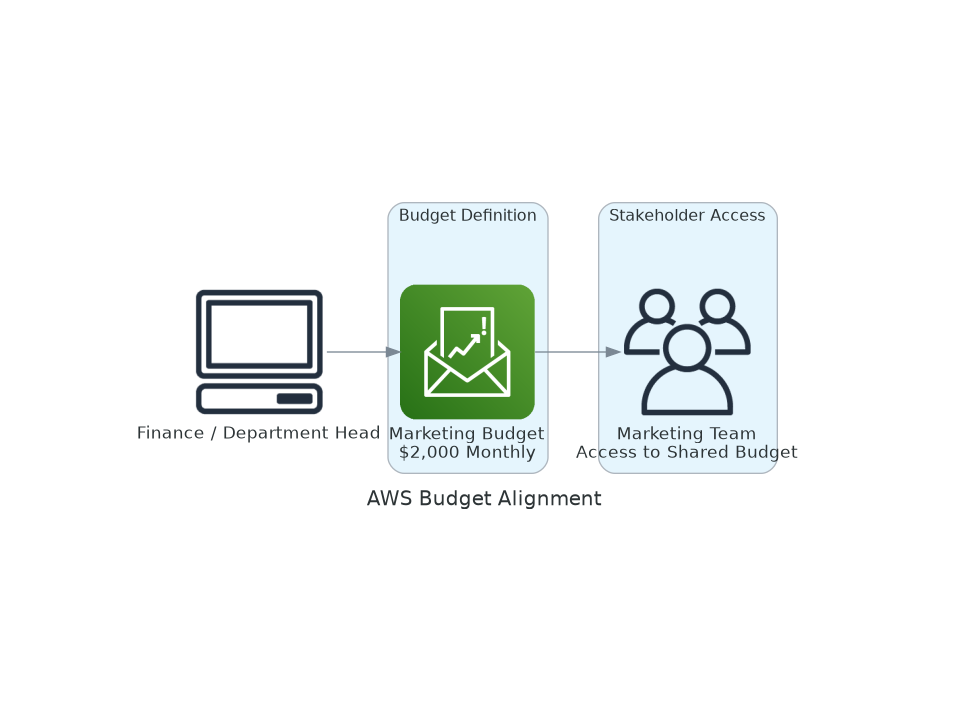 Budget Definition
Stakeholder Access
Finance / Department Head
Marketing Budget
$2,000 Monthly
Marketing Team
Access to Shared Budget
AWS Budget Alignment